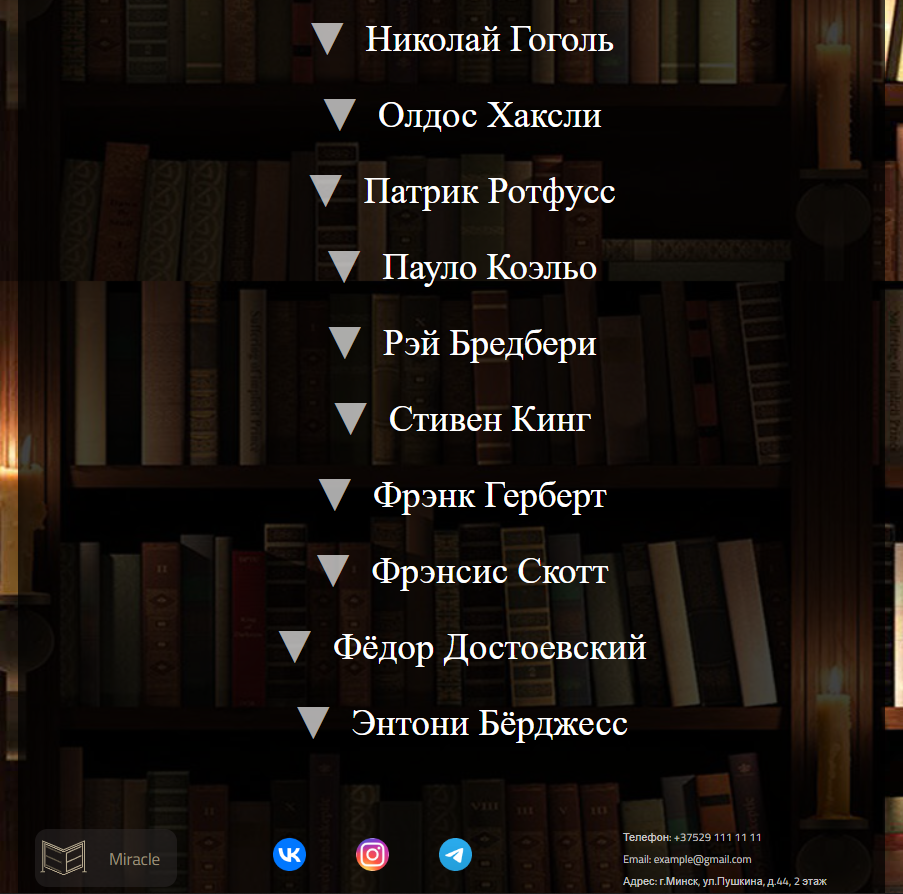 Николай Гоголь
Олдос Хаксли
Патрик Ротфусс
Пауло Коэльо
Рэй Бредбери
Стивен Кинг
Фрэнк Герберт
Фрэнсис Скотт
Фёдор Достоевский
Энтони Бёрджесс
Miracle
Телефон: +37529 111 11 11
Email: example@gmail.com
Адрес: г.Минск, ул.Пушкина, д.44, 2 этаж